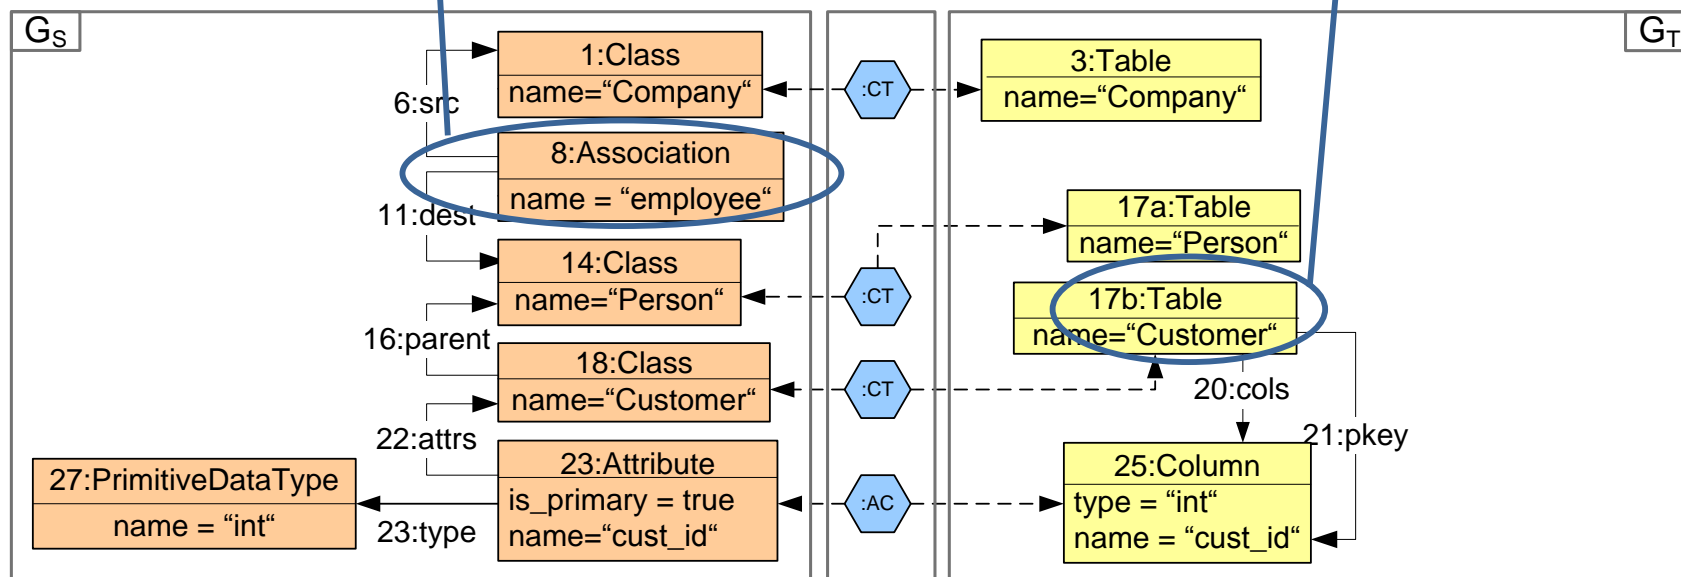 G_S
G_T
1:Class
name=“Company“
:CT
3:Table
name=“Company“
6:src
8:Association
name = “employee“
11:dest
17a:Table
name=“Person“
14:Class
name=“Person“
:CT
17b:Table
name=“Customer“
16:parent
18:Class
name=“Customer“
:CT
20:cols
21:pkey
22:attrs
23:Attribute
is_primary = true
name=“cust_id“
:AC
25:Column
type = “int“
name = “cust_id“
27:PrimitiveDataType
name = “int“
23:type